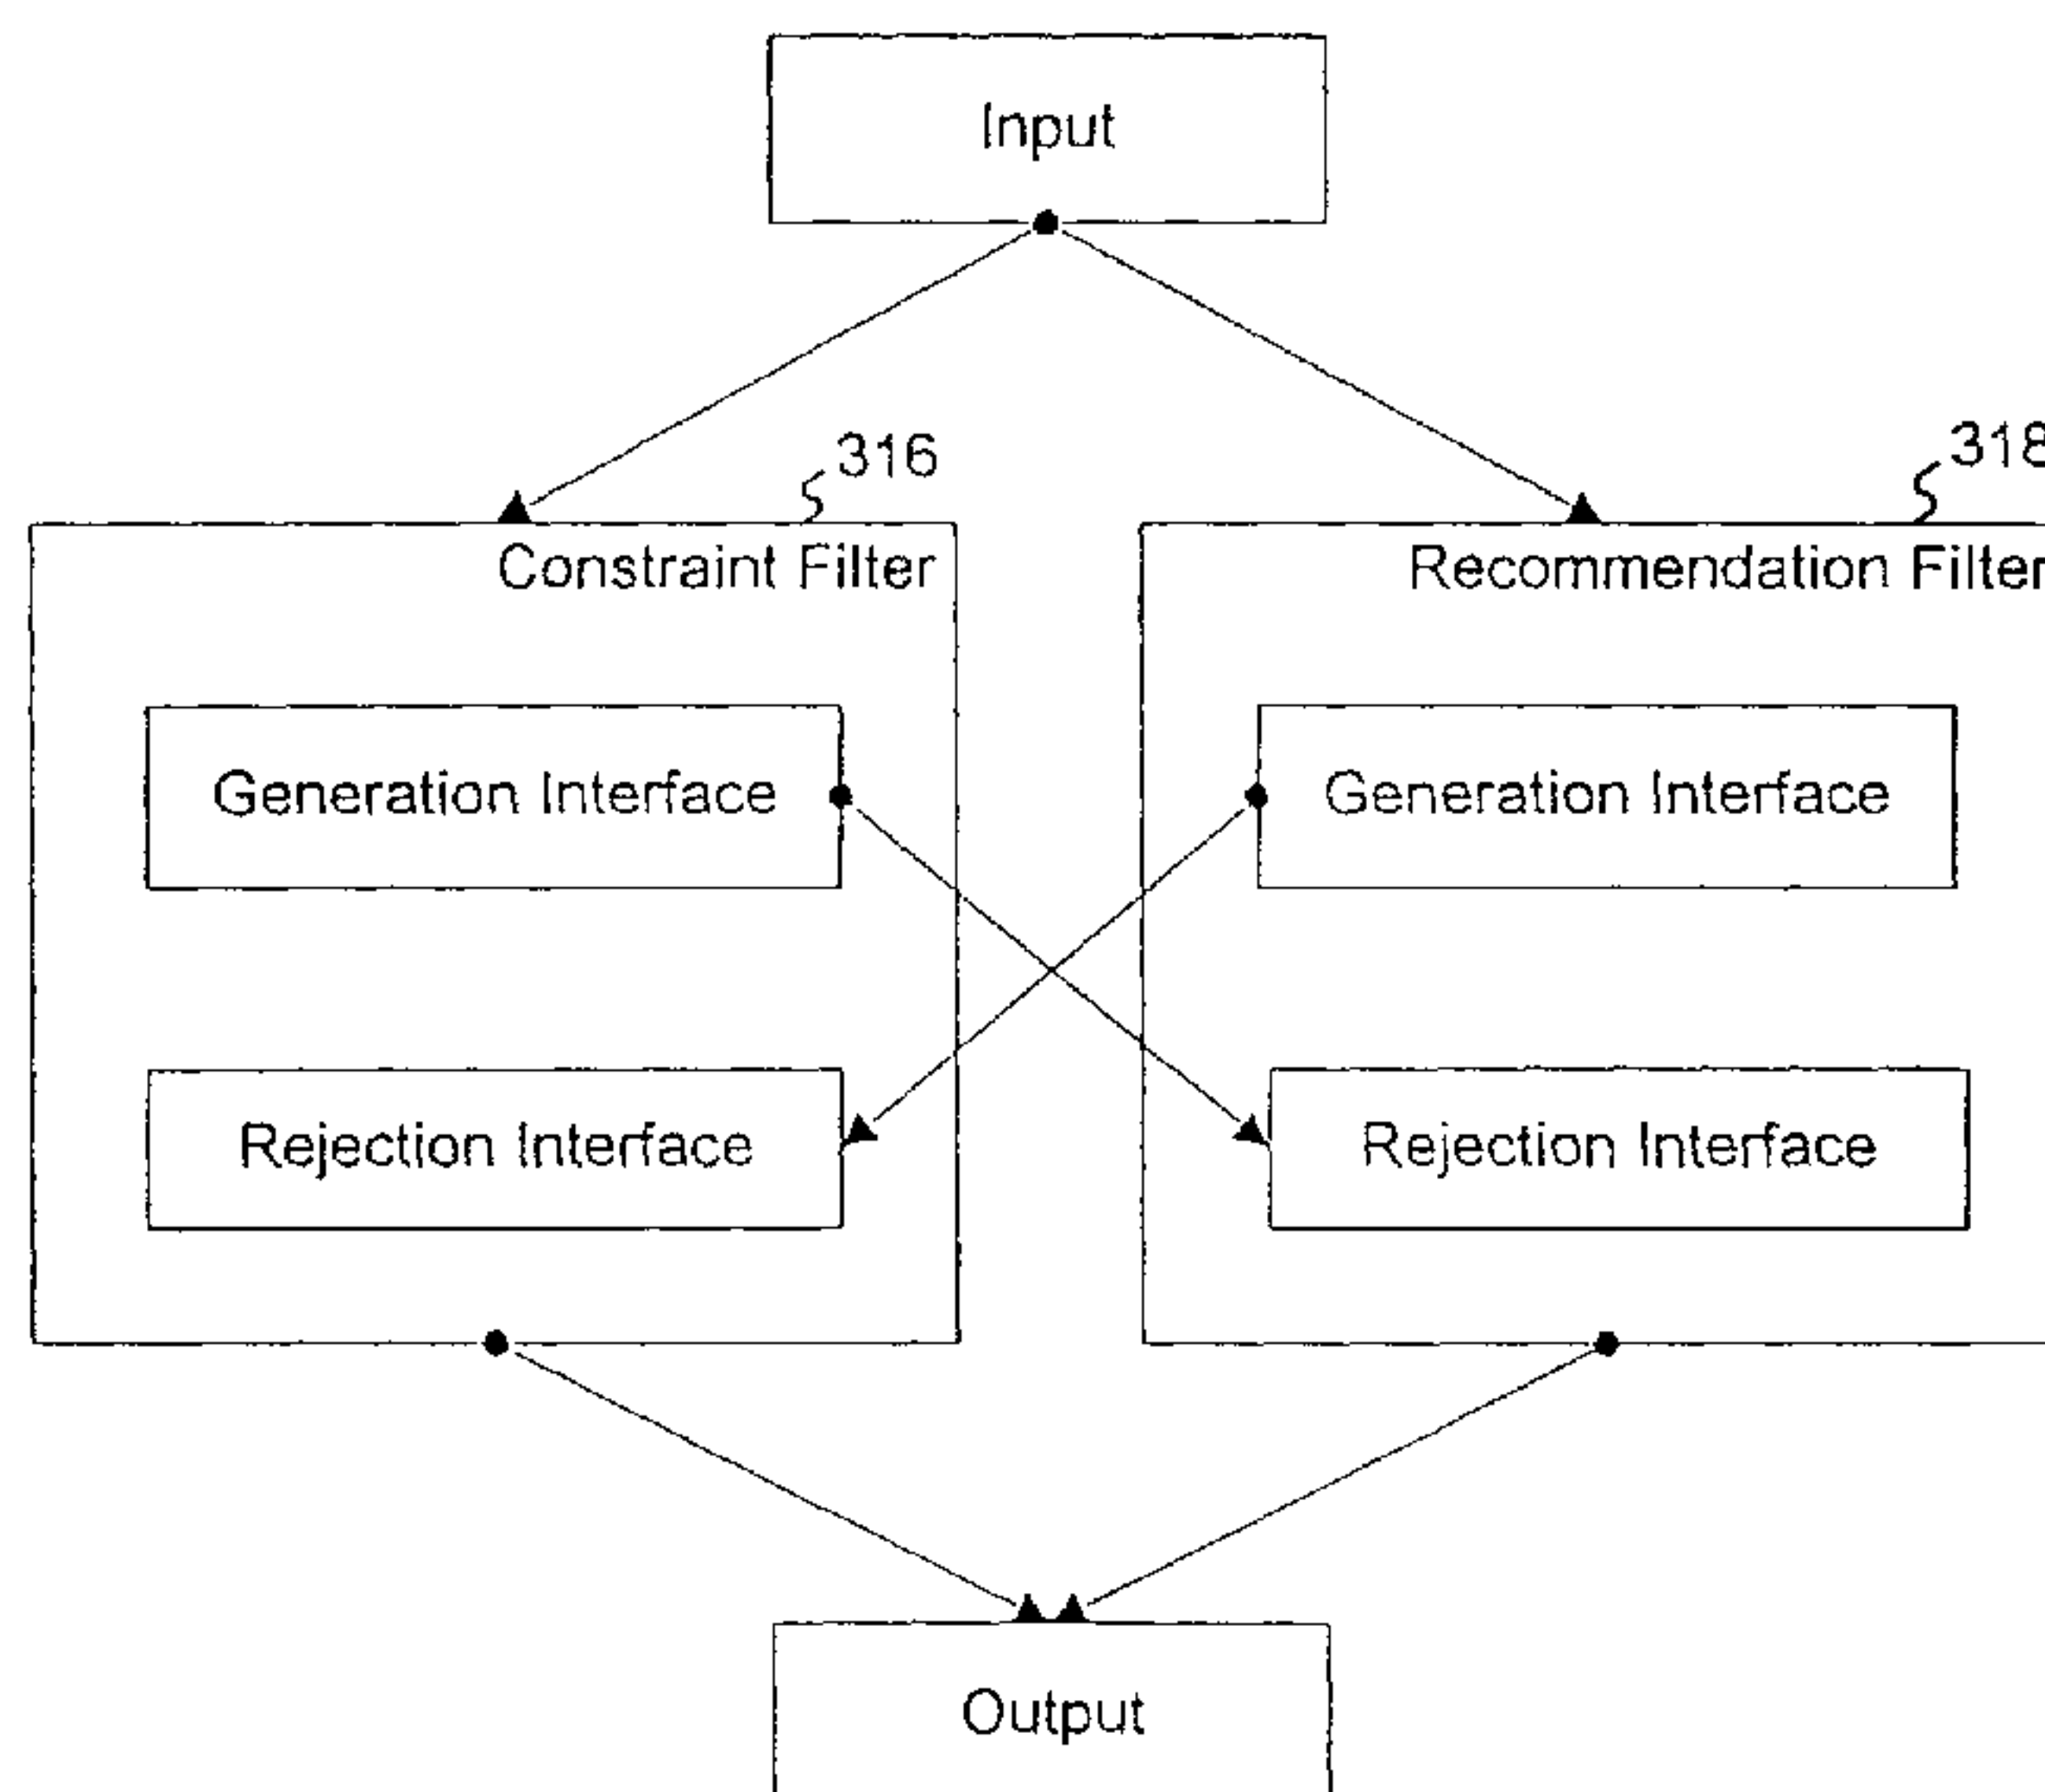 Input
316
318
Constraint Filter
Recommendation Filter
Generation Interface
Generation Interface
Rejection Interface
Rejection Interface
Output